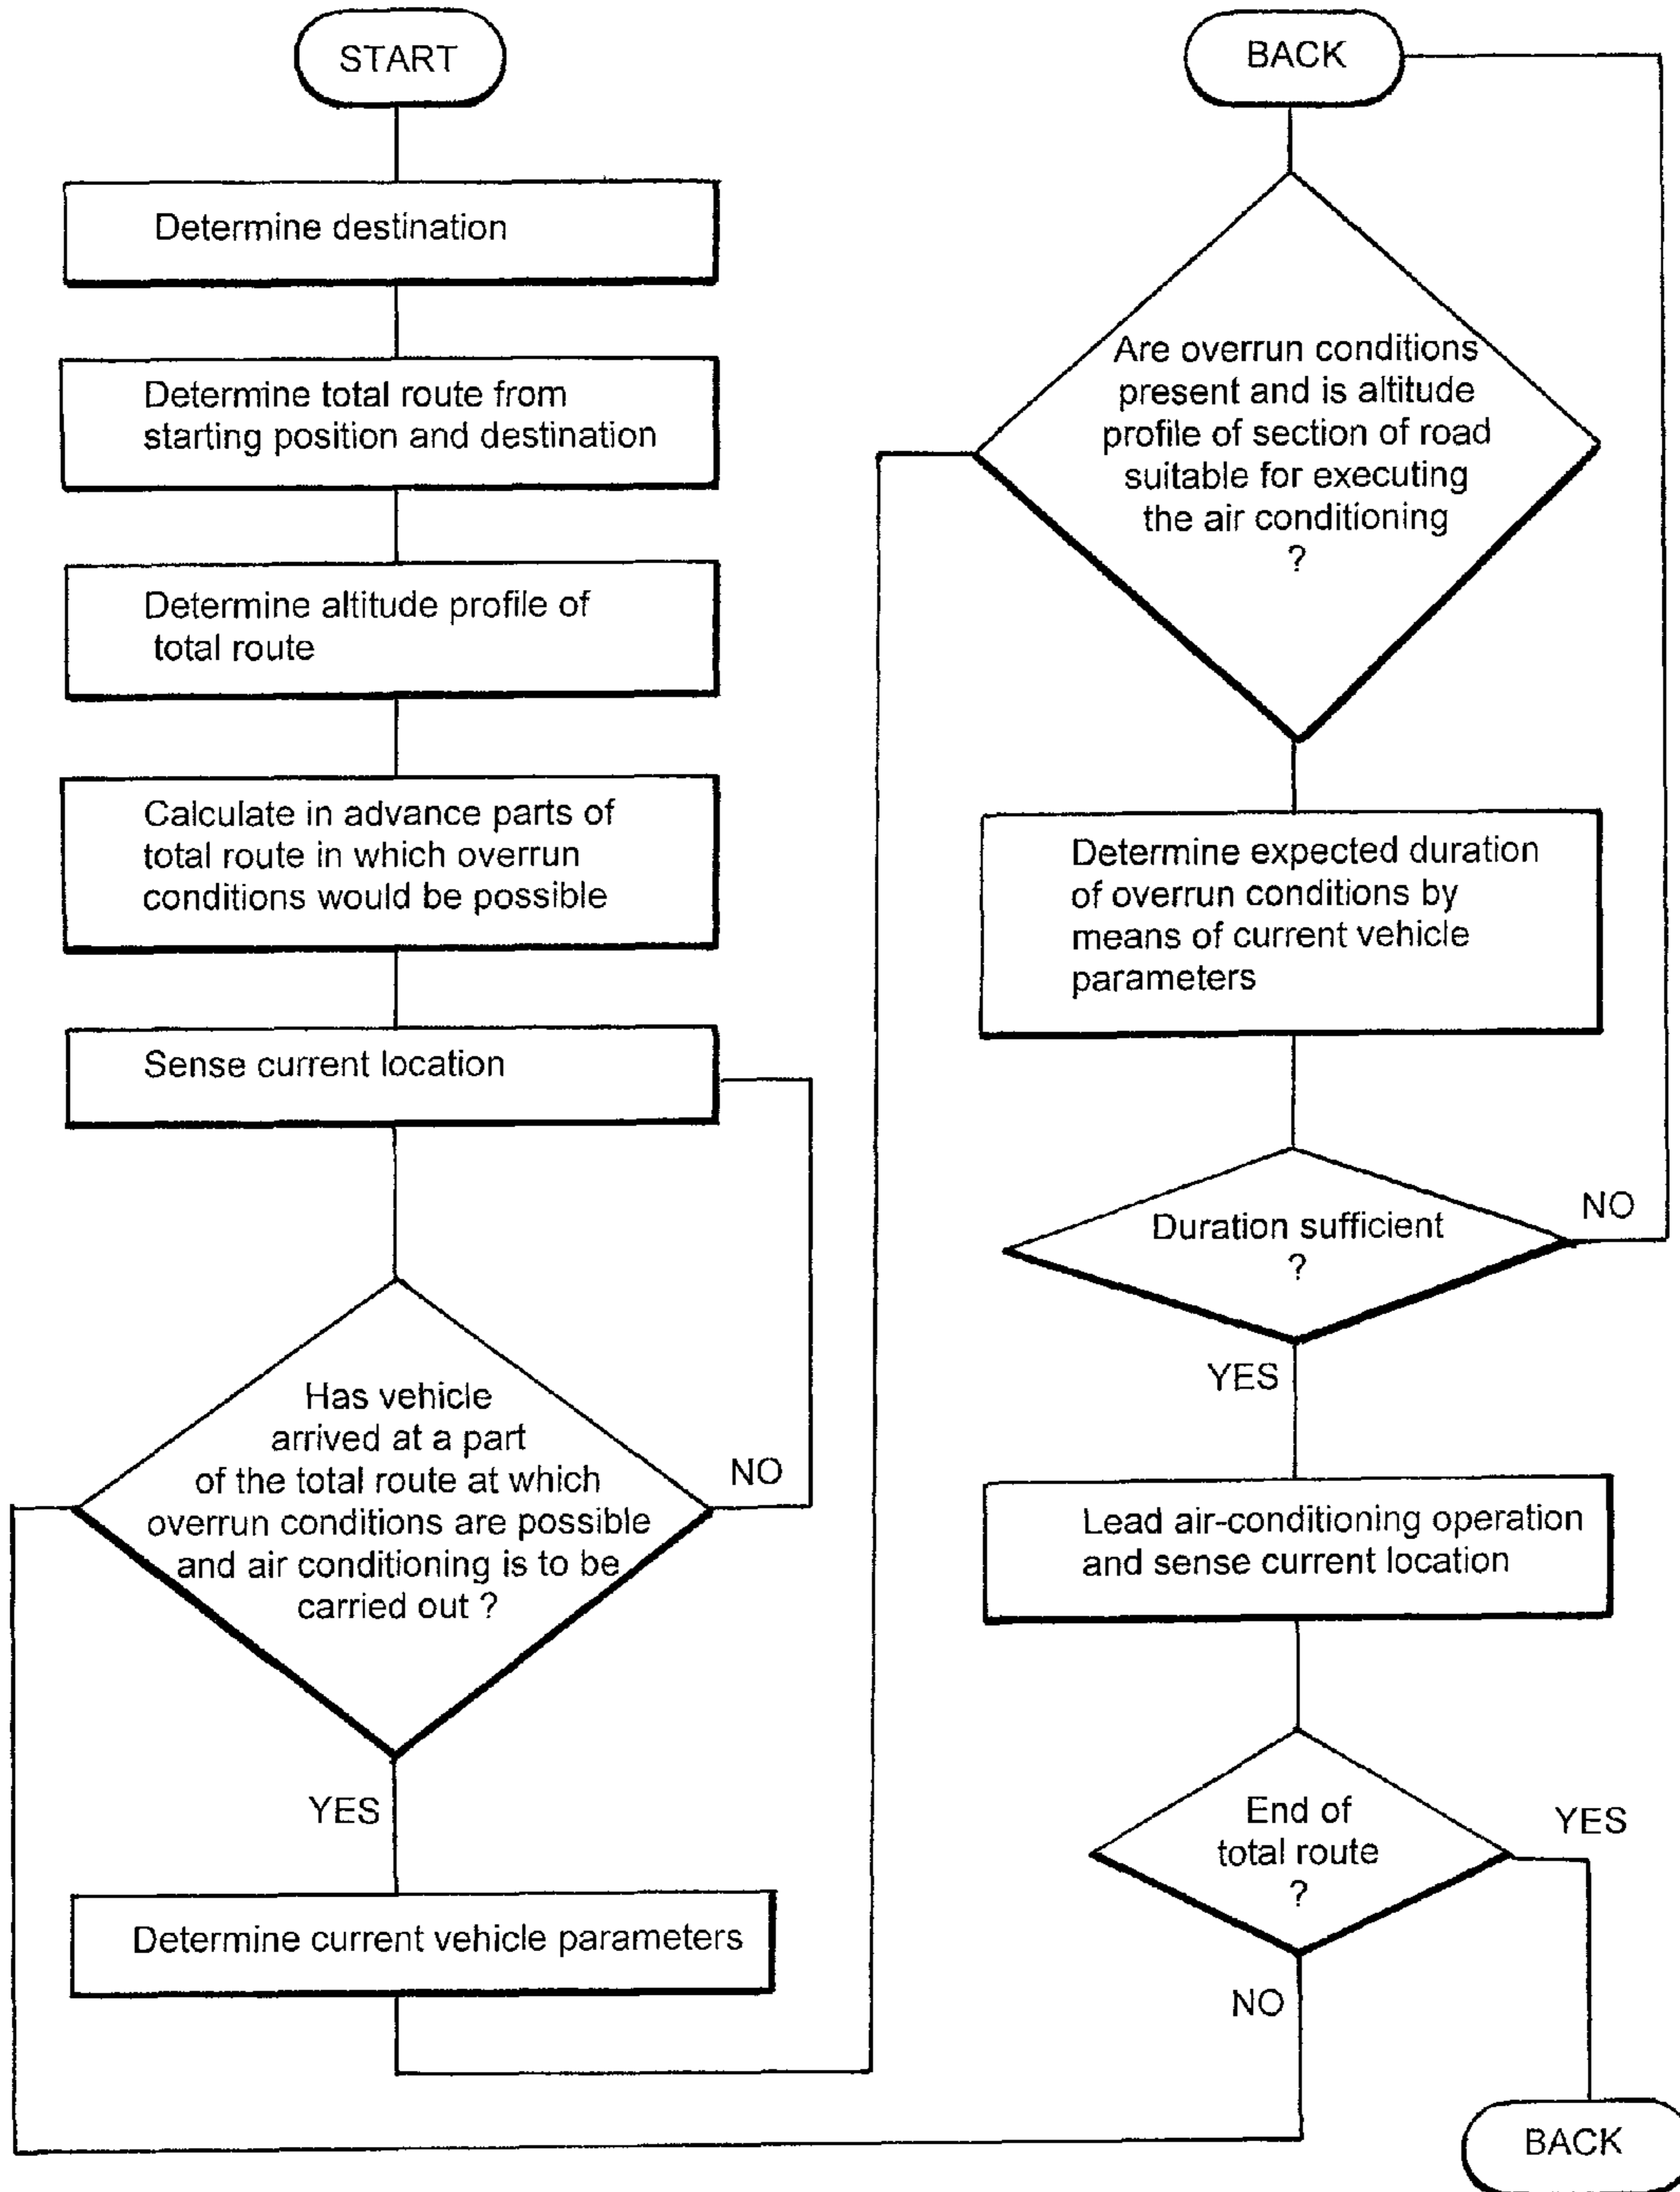 START
Determine destination
Determine total route from
starting position and destination
Determine altitude profile of
total route
Calculate in advance parts of
total route in which overrun
conditions would be possible
Sense current location
Has vehicle
arrived at a part
of the total route at which
overrun conditions are possible
and air conditioning is to be
carried out ?
NO
YES
Determine current vehicle parameters
BACK
Are overrun conditions
present and is altitude
profile of section of road
suitable for executing
the air conditioning
?
Determine expected duration
of overrun conditions by
means of current vehicle
parameters
Duration sufficient
?
NO
YES
Lead air-conditioning operation
and sense current location
End of
total route
?
YES
NO
BACK